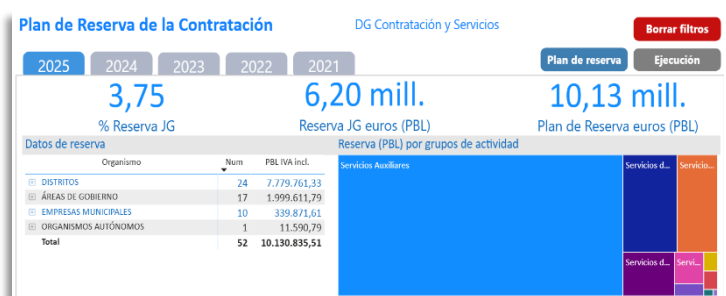 Plan de Reserva de la Contratación
DG Contratación y Servicios
Borrar filtros
2025 2024 2023 2022 2021
Plan de reserva Ejecución
3,75 6,20 mill. 10,13 mill.
% Reserva JG Reserva JG euros (PBL) Plan de Reserva euros (PBL)
Datos de reserva Reserva (PBL) por grupos de actividad
Organismo Num PBL IVA incl.
DISTRITOS 24 7.779.761,33
ÁREAS DE GOBIERNO 17 1.999.611,79
EMPRESAS MUNICIPALES 10 339.871,61
ORGANISMOS AUTÓNOMOS 1 11.590,79
Total 52 10.130.835,51
Servicios Auxiliares Servicios d... Servicio...
Servicios d... Servi...